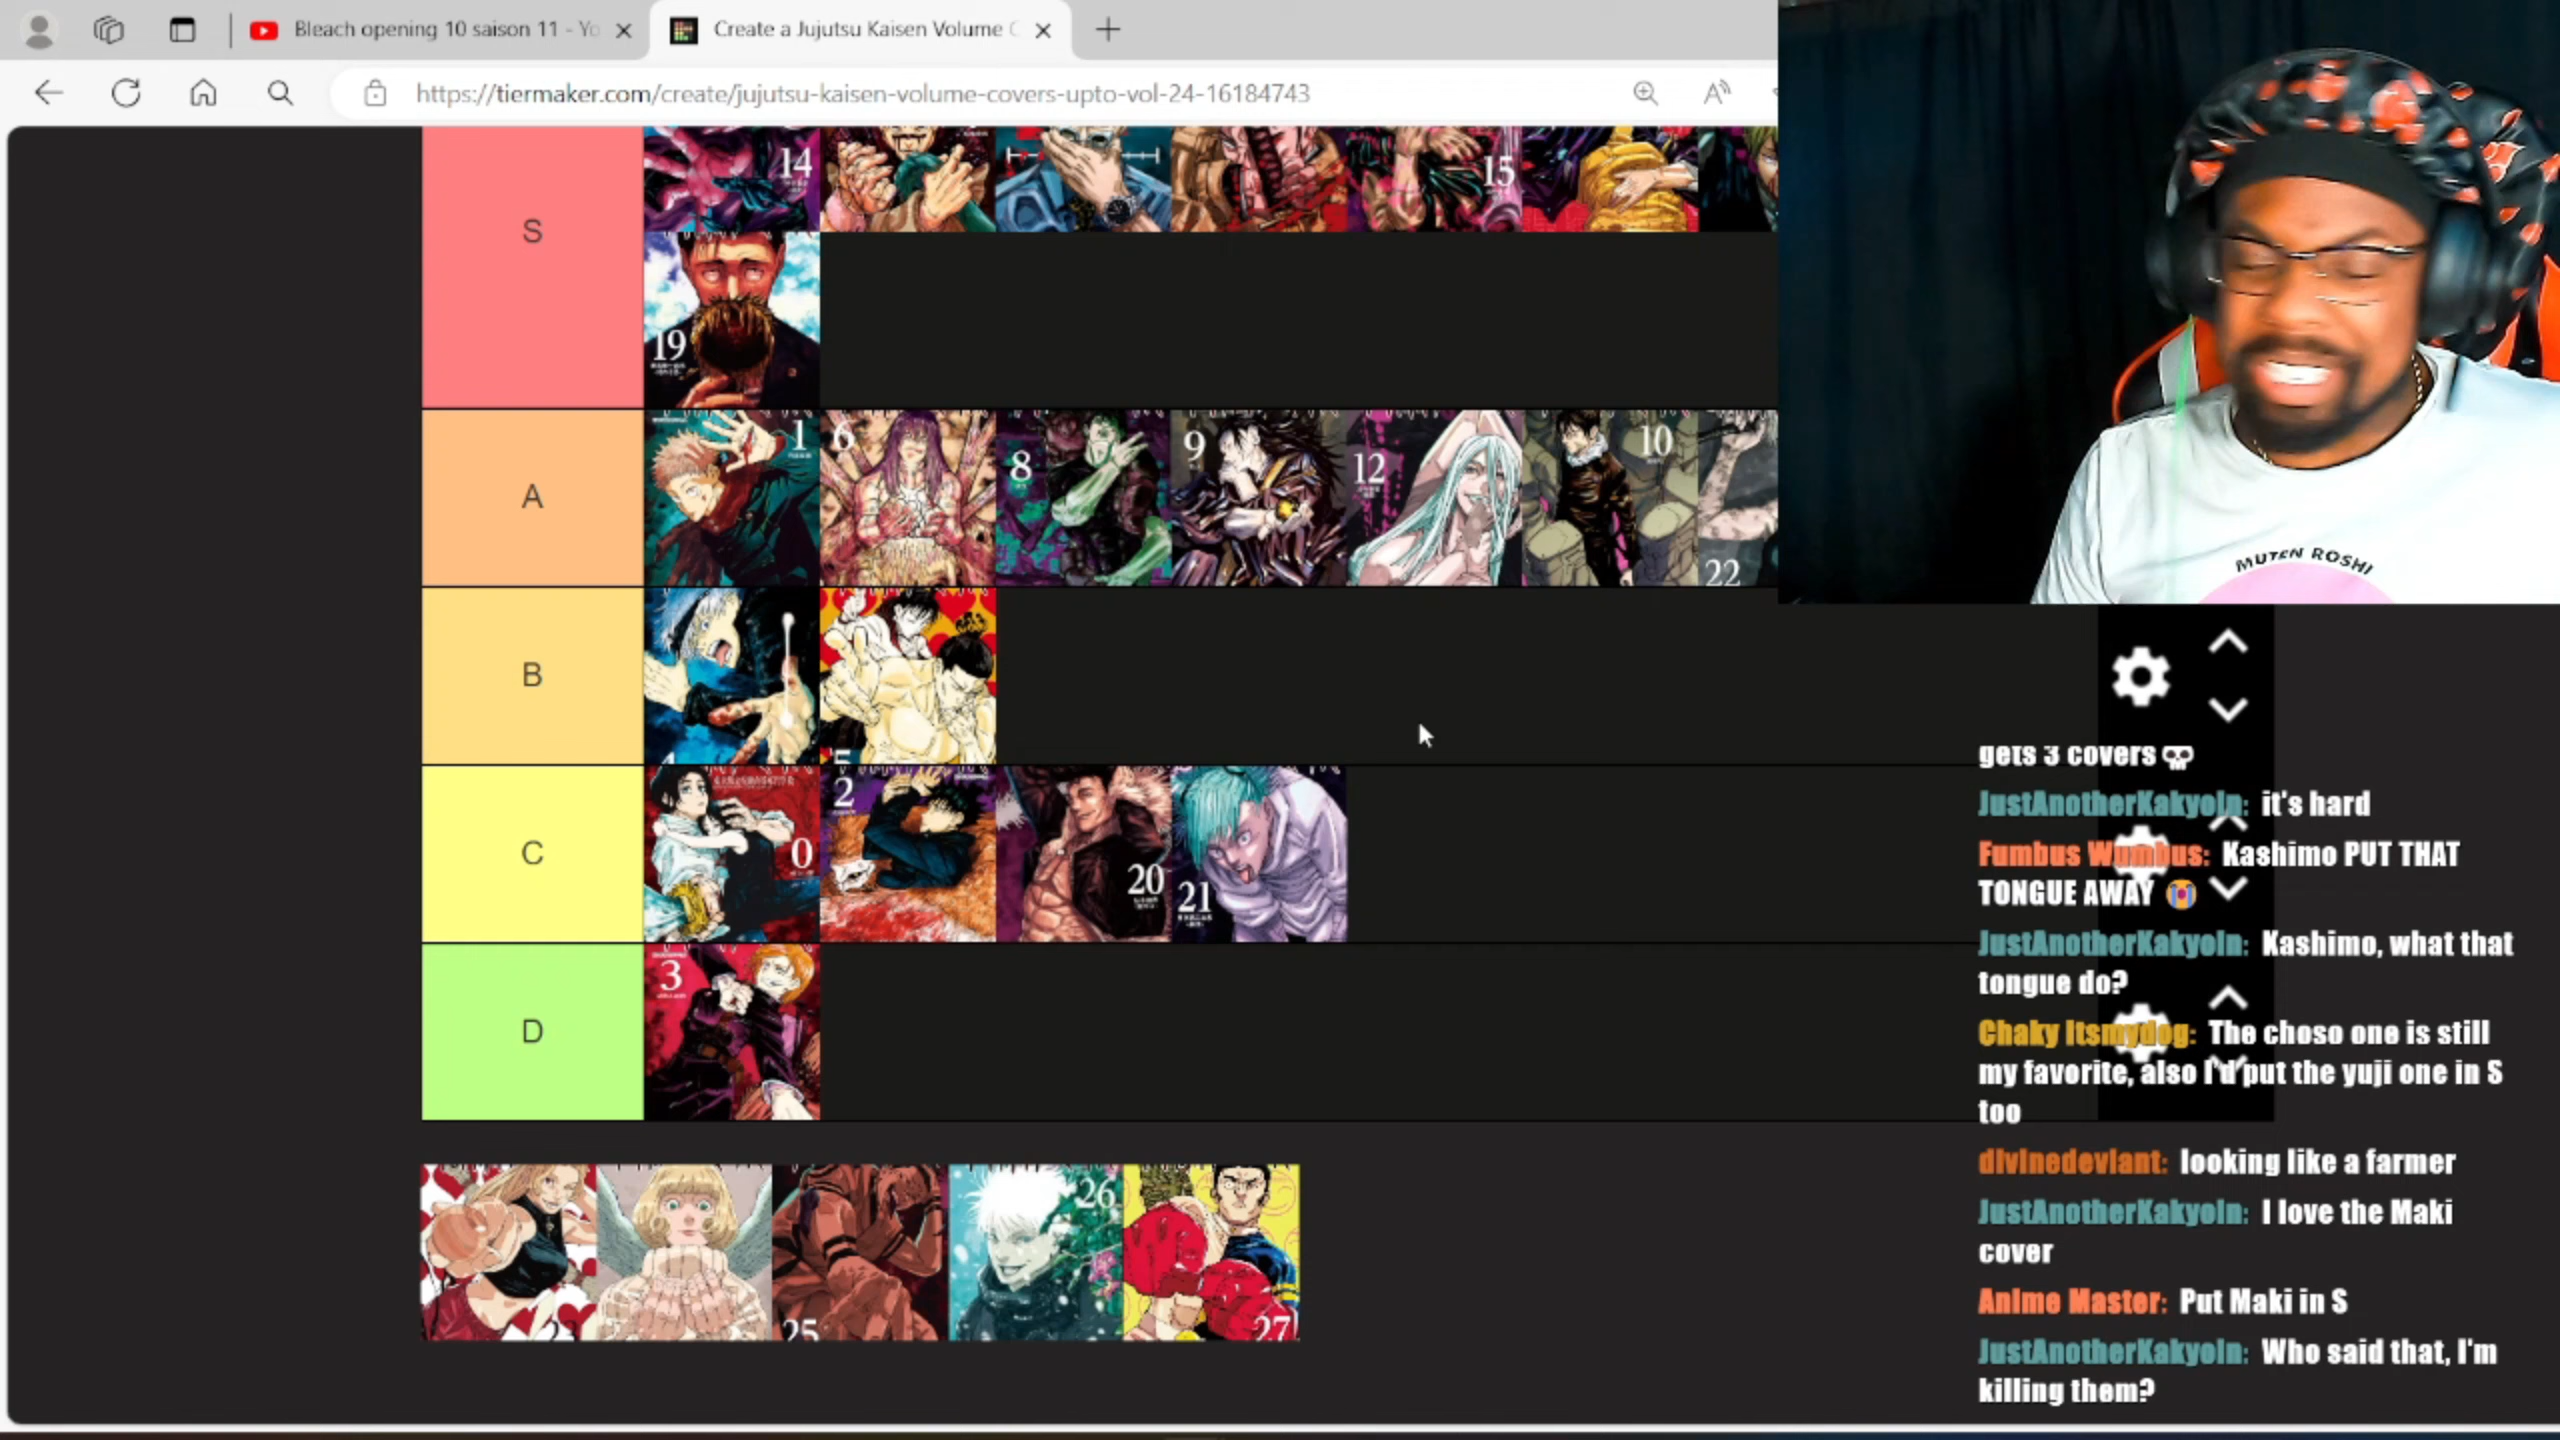 Bleach opening 10 saison 11 - Yo
Create a Jujutsu Kaisen Volume C
https://tiermaker.com/create/jujutsu-kaisen-volume-covers-upto-vol-24-16184743
S
14
15
19
A
1
6
8
9
12
10
22
B
4
5
C
0
2
20
21
D
3
25
26
27
MUTEN ROSHI
gets 3 covers 💀
JustAnotherKakyoin: it's hard
Fumbus Wumbus: Kashimo PUT THAT
TONGUE AWAY 😭
JustAnotherKakyoin: Kashimo, what that
tongue do?
Chaky Itsmydog: The choso one is still
my favorite, also I'd put the yuji one in S
too
divinedeviant: looking like a farmer
JustAnotherKakyoin: I love the Maki
cover
Anime Master: Put Maki in S
JustAnotherKakyoin: Who said that, I'm
killing them?